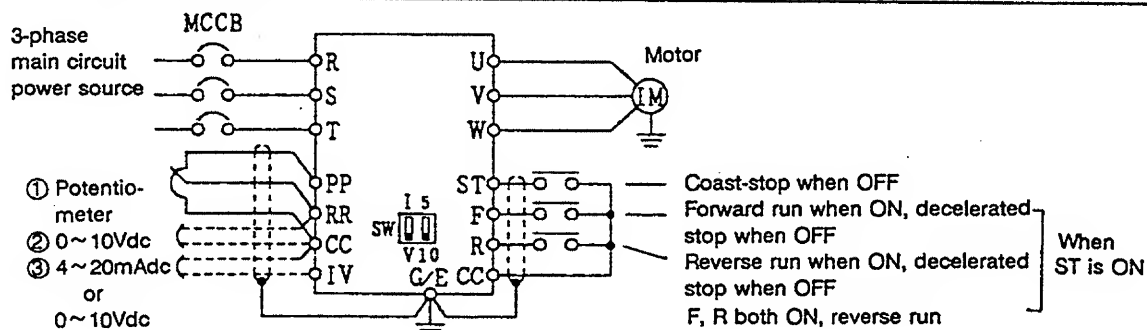 3-phase
main circuit
power source
MCCB
R
S
T
U
V
W
Motor
IM
① Potentio-
meter
② 0~10Vdc
③ 4~20mAdc
or
0~10Vdc
PP
RR
CC
IV
I 5
SW
V10
G/E
ST
F
R
CC
Coast-stop when OFF
Forward run when ON, decelerated
stop when OFF
Reverse run when ON, decelerated
stop when OFF
F, R both ON, reverse run
When
ST is ON